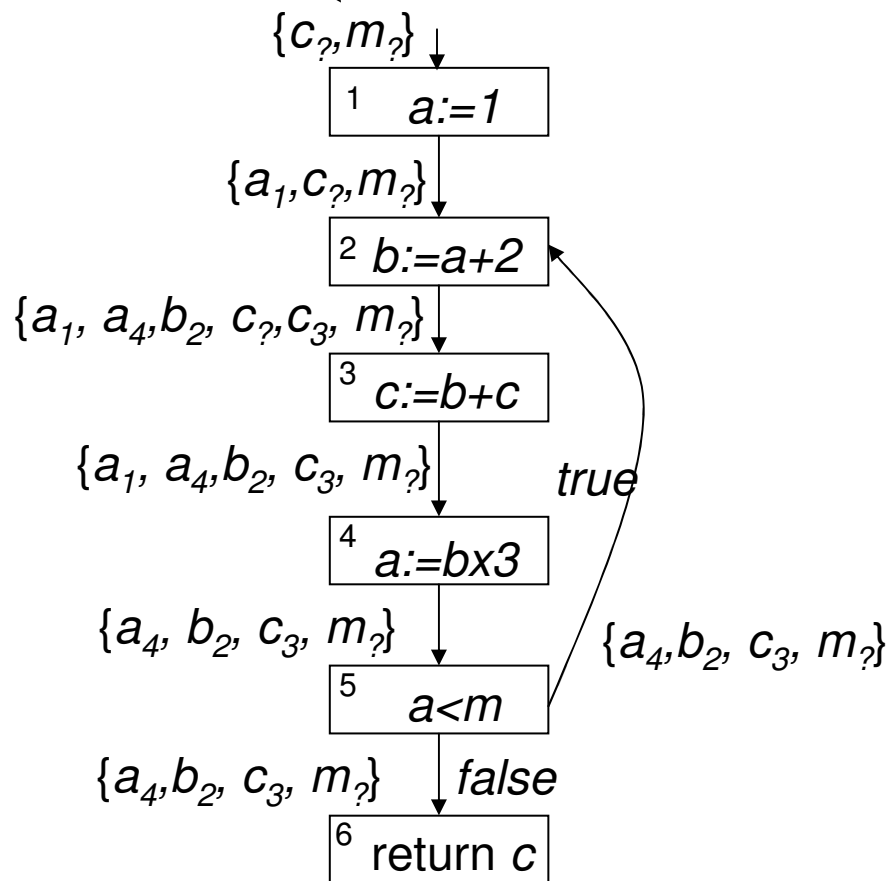 {c?,m?}
1 a:=1
{a1,c?,m?}
2 b:=a+2
{a1, a4,b2, c?,c3, m?}
3 c:=b+c
{a1, a4,b2, c3, m?}
true
4 a:=bx3
{a4, b2, c3, m?}
{a4,b2, c3, m?}
5 a<m
{a4,b2, c3, m?}
false
6 return c